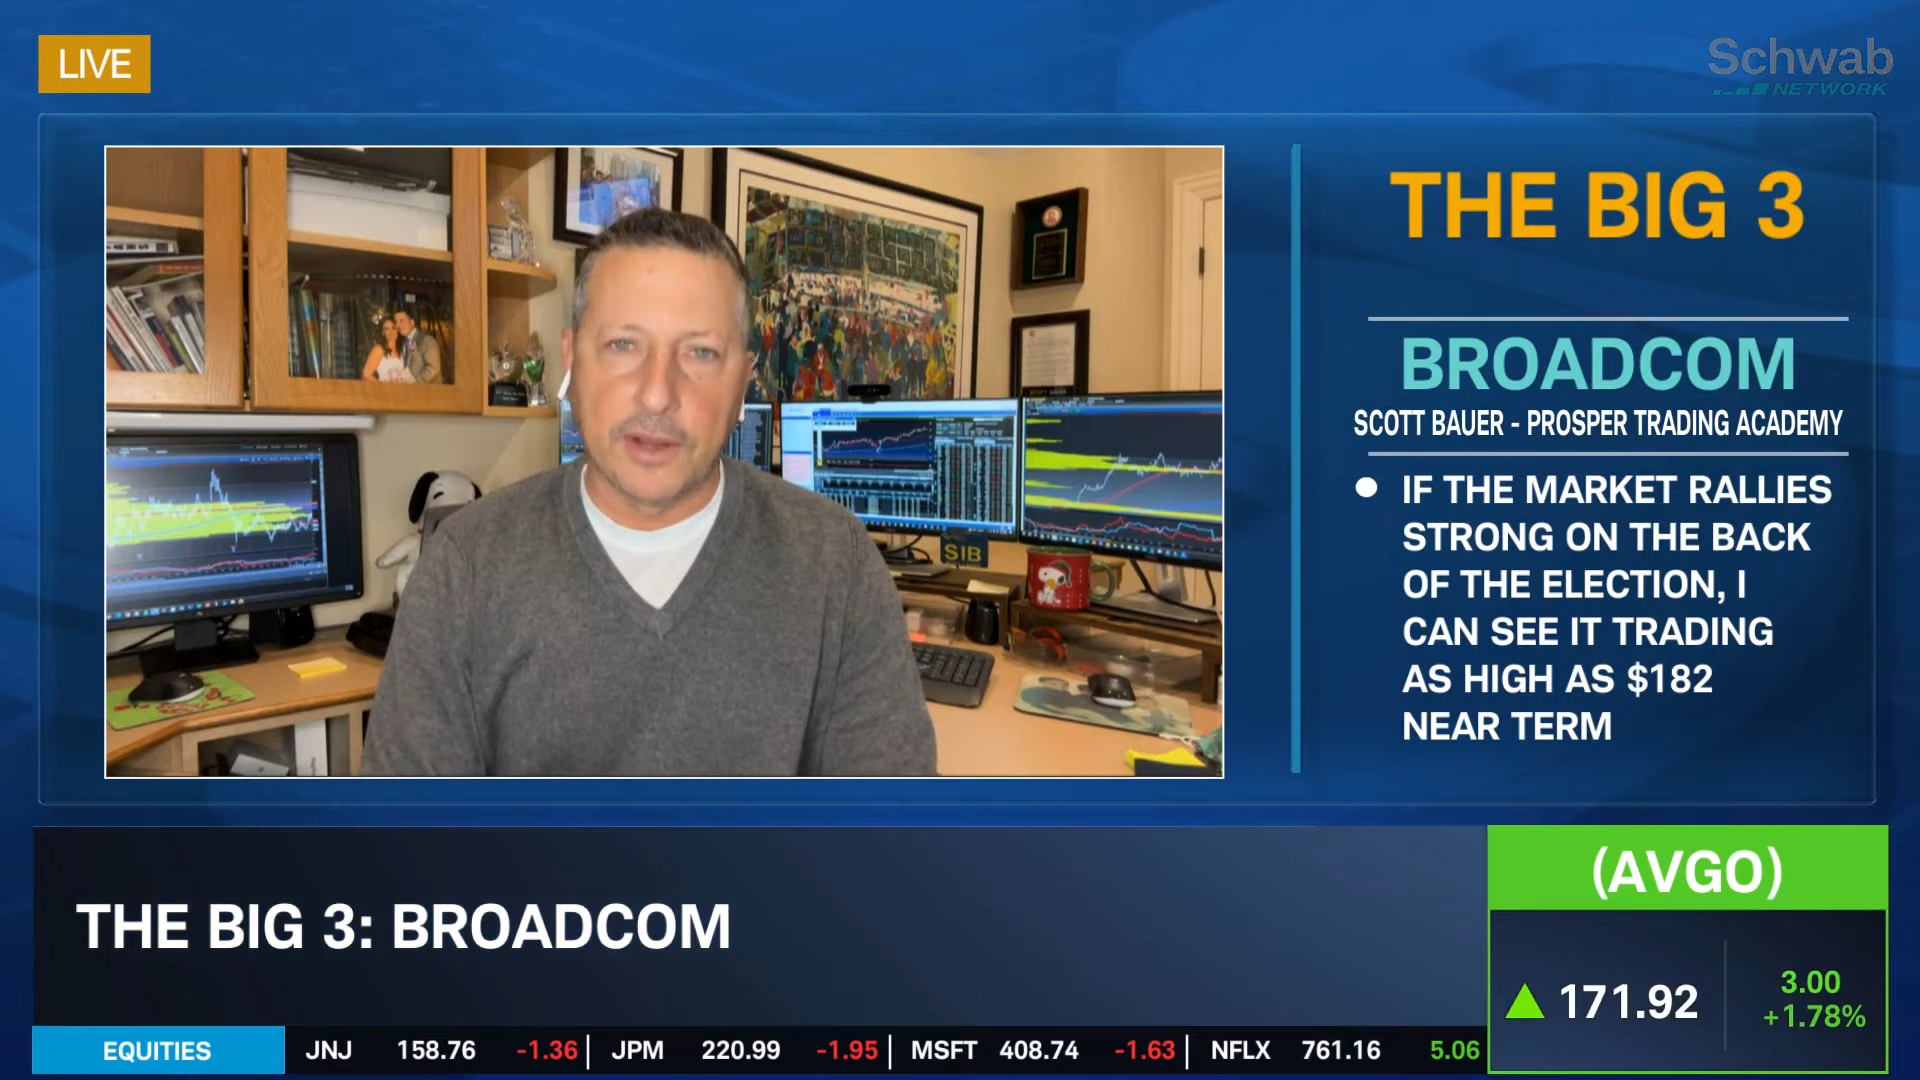 LIVE
Schwab
NETWORK
THE BIG 3
BROADCOM
SCOTT BAUER - PROSPER TRADING ACADEMY
IF THE MARKET RALLIES
STRONG ON THE BACK
OF THE ELECTION, I
CAN SEE IT TRADING
AS HIGH AS $182
NEAR TERM
SIB
THE BIG 3: BROADCOM
(AVGO)
171.92
3.00
+1.78%
EQUITIES
JNJ 158.76 -1.36
JPM 220.99 -1.95
MSFT 408.74 -1.63
NFLX 761.16 5.06